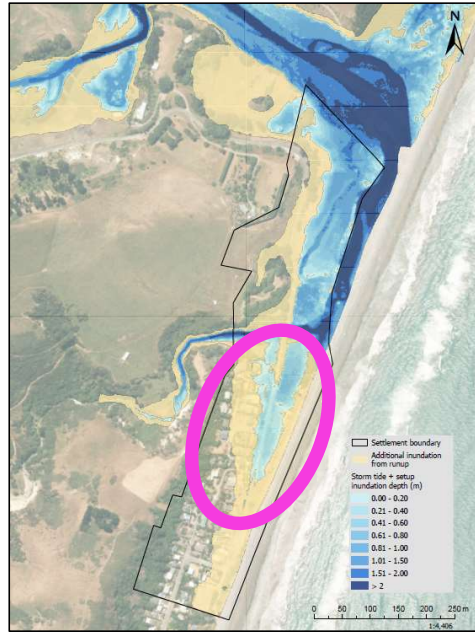 N
Settlement boundary
Additional inundation
from runup
Storm tide + setup
inundation depth (m)
0.00 - 0.20
0.21 - 0.40
0.41 - 0.60
0.61 - 0.80
0.81 - 1.00
1.01 - 1.50
1.51 - 2.00
> 2
0 50 100 150 200 250 m
1:4,406